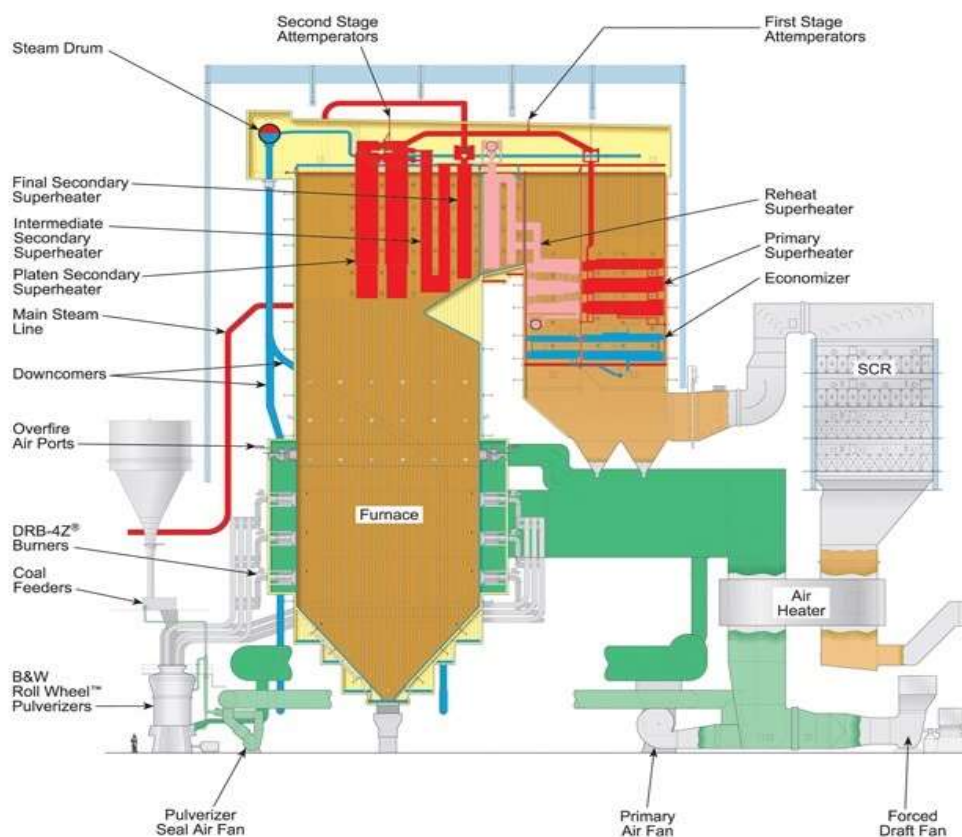 Second Stage
Attemperators
First Stage
Attemperators
Steam Drum
Final Secondary
Superheater
Intermediate
Secondary
Superheater
Platen Secondary
Superheater
Main Steam
Line
Downcomers
Overfire
Air Ports
DRB-4Z®
Burners
Coal
Feeders
B&W
Roll Wheel™
Pulverizers
Reheat
Superheater
Primary
Superheater
Economizer
SCR
Furnace
Air
Heater
Pulverizer
Seal Air Fan
Primary
Air Fan
Forced
Draft Fan